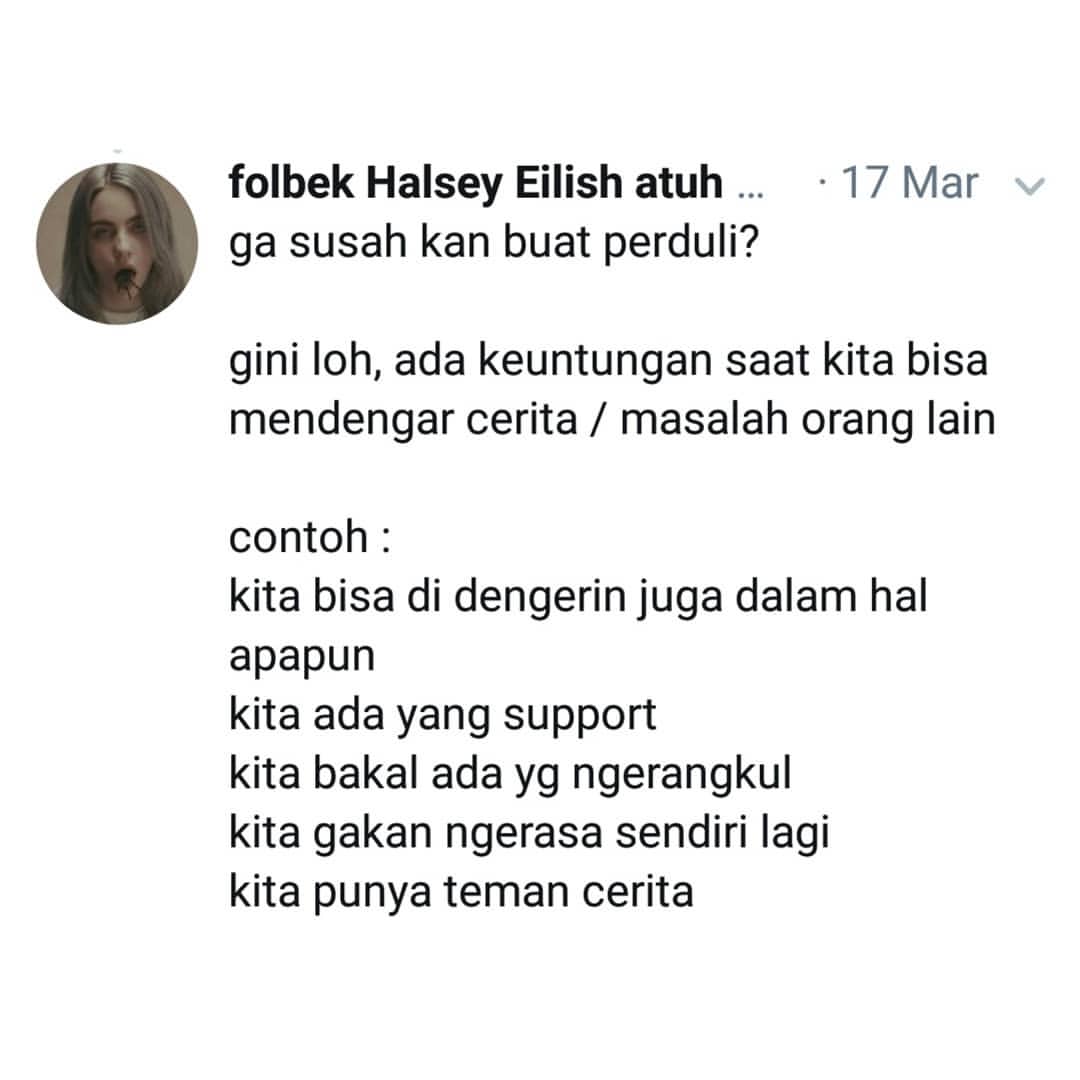 folbek Halsey Eilish atuh ... · 17 Mar
ga susah kan buat perduli?
gini loh, ada keuntungan saat kita bisa
mendengar cerita / masalah orang lain
contoh :
kita bisa di dengerin juga dalam hal
apapun
kita ada yang support
kita bakal ada yg ngerangkul
kita gakan ngerasa sendiri lagi
kita punya teman cerita